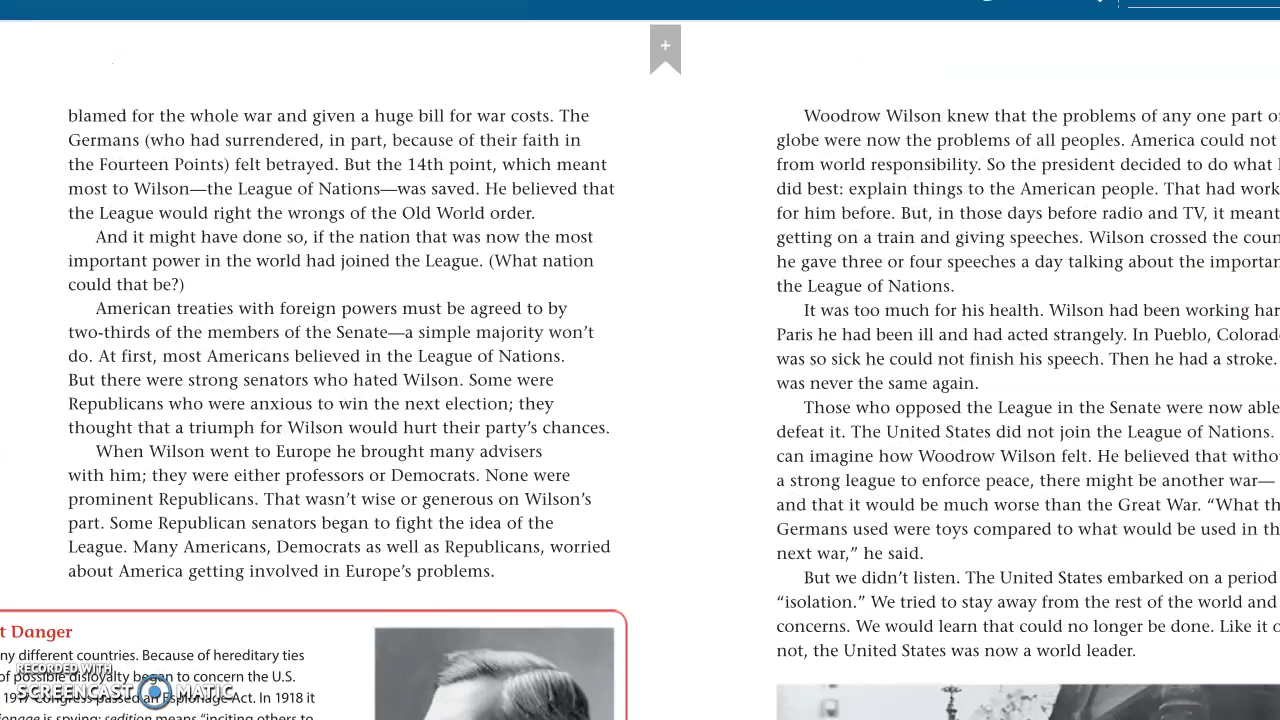 blamed for the whole war and given a huge bill for war costs. The
Germans (who had surrendered, in part, because of their faith in
the Fourteen Points) felt betrayed. But the 14th point, which meant
most to Wilson—the League of Nations—was saved. He believed that
the League would right the wrongs of the Old World order.
And it might have done so, if the nation that was now the most
important power in the world had joined the League. (What nation
could that be?)
American treaties with foreign powers must be agreed to by
two-thirds of the members of the Senate—a simple majority won't
do. At first, most Americans believed in the League of Nations.
But there were strong senators who hated Wilson. Some were
Republicans who were anxious to win the next election; they
thought that a triumph for Wilson would hurt their party's chances.
When Wilson went to Europe he brought many advisers
with him; they were either professors or Democrats. None were
prominent Republicans. That wasn't wise or generous on Wilson's
part. Some Republican senators began to fight the idea of the
League. Many Americans, Democrats as well as Republicans, worried
about America getting involved in Europe's problems.
t Danger
ny different countries. Because of hereditary ties
of possible disloyalty began to concern the U.S.
1917 Congress passed an Espionage Act. In 1918 it
ionage is spying; sedition means "inciting others to
RECORDED WITH
SCREENCAST MATIC
Woodrow Wilson knew that the problems of any one part o
globe were now the problems of all peoples. America could not
from world responsibility. So the president decided to do what
did best: explain things to the American people. That had work
for him before. But, in those days before radio and TV, it meant
getting on a train and giving speeches. Wilson crossed the coun
he gave three or four speeches a day talking about the importan
the League of Nations.
It was too much for his health. Wilson had been working har
Paris he had been ill and had acted strangely. In Pueblo, Colorad
was so sick he could not finish his speech. Then he had a stroke.
was never the same again.
Those who opposed the League in the Senate were now able
defeat it. The United States did not join the League of Nations.
can imagine how Woodrow Wilson felt. He believed that witho
a strong league to enforce peace, there might be another war—
and that it would be much worse than the Great War. "What th
Germans used were toys compared to what would be used in th
next war," he said.
But we didn't listen. The United States embarked on a period
"isolation." We tried to stay away from the rest of the world and
concerns. We would learn that could no longer be done. Like it o
not, the United States was now a world leader.